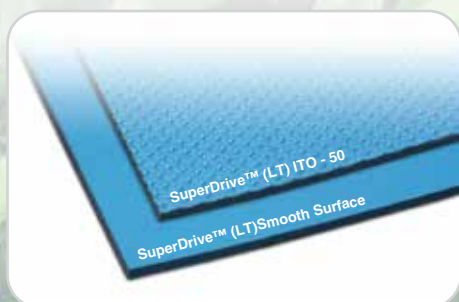 SuperDrive™ (LT) ITO - 50
SuperDrive™ (LT)Smooth Surface